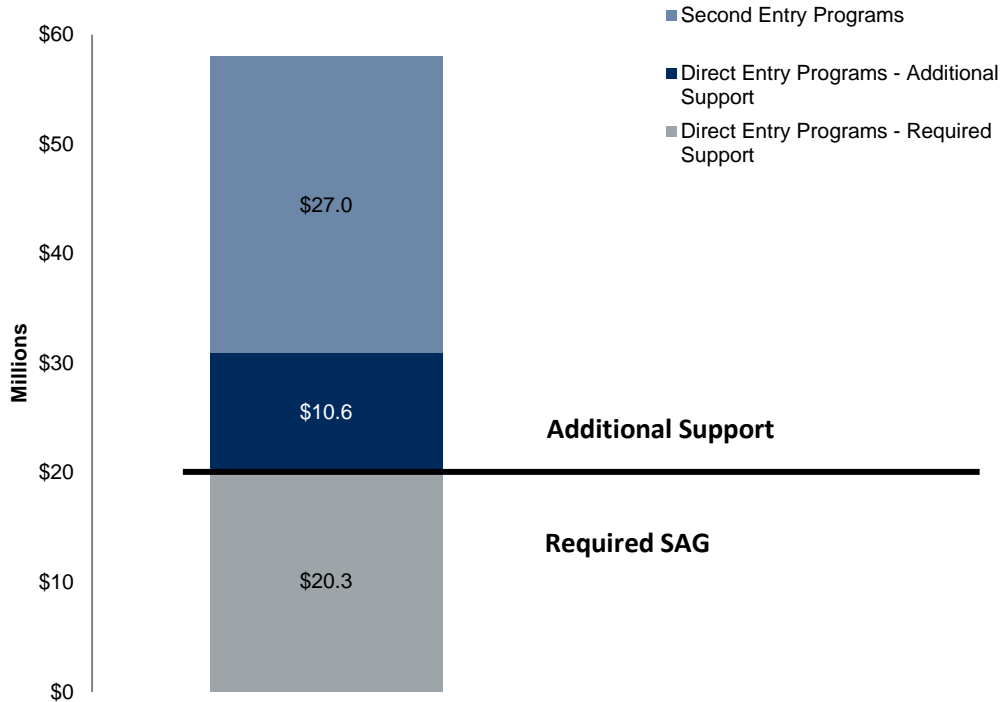 Second Entry Programs
Direct Entry Programs - Additional
Support
Direct Entry Programs - Required
Support
Millions
$60
$50
$40
$30
$20
$10
$0
$27.0
$10.6
$20.3
Additional Support
Required SAG